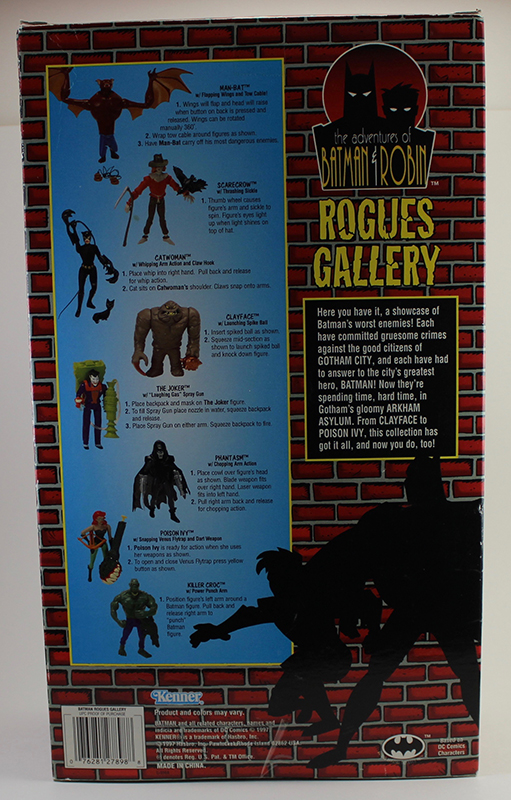 MAN-BAT™
w/ Flapping Wings and Tow Cable!
1. Wings will flap and head will raise
when button on back is pressed and
released. Wings can be rotated
manually 360°.
2. Wrap tow cable around figures as shown.
3. Have Man-Bat carry off his most dangerous enemies.
SCARECROW™
w/ Thrashing Sickle
1. Thumb wheel causes
figure's arm and sickle to
spin. Figure's eyes light
up when light shines on
top of hat.
CATWOMAN™
w/ Whipping Arm Action and Claw Hook
1. Place whip into right hand. Pull back and release
for whip action.
2. Cat sits on Catwoman's shoulder. Claws snap onto arms.
CLAYFACE™
w/ Launching Spike Ball
1. Insert spiked ball as shown.
2. Squeeze mid-section as
shown to launch spiked ball
and knock down figure.
THE JOKER™
w/ "Laughing Gas" Spray Gun
1. Place backpack and mask on The Joker figure.
2. To fill Spray Gun place nozzle in water, squeeze backpack
and release.
3. Place Spray Gun on either arm. Squeeze backpack to fire.
PHANTASM™
w/ Chopping Arm Action
1. Place cowl over figure's head
as shown. Blade weapon fits
over right hand. Laser weapon
fits into left hand.
2. Pull right arm back and release
for chopping action.
POISON IVY™
w/ Snapping Venus Flytrap and Dart Weapon
1. Poison Ivy is ready for action when she uses
her weapons as shown.
2. To open and close Venus Flytrap press yellow
button as shown.
KILLER CROC™
w/ Power Punch Arm
1. Position figure's left arm around a
Batman figure. Pull back and
release right arm to
"punch"
Batman
figure.
the adventures of
BATMAN & ROBIN™
ROGUES
GALLERY
Here you have it, a showcase of
Batman's worst enemies! Each
have committed gruesome crimes
against the good citizens of
GOTHAM CITY, and each have had
to answer to the city's greatest
hero, BATMAN! Now they're
spending time, hard time, in
Gotham's gloomy ARKHAM
ASYLUM. From CLAYFACE to
POISON IVY, this collection has
got it all, and now you do, too!
Kenner
Product and colors may vary.
BATMAN and all related characters, names and
indicia are trademarks of DC Comics © 1997.
KENNER® is a trademark of Hasbro, Inc.
© 1997 Hasbro, Inc. Pawtucket, Rhode Island 02862 USA.
All Rights Reserved.
® denotes Reg. U.S. Pat. & TM Office.
MADE IN CHINA.
BATMAN ROGUES GALLERY
OF PURCHASE
0 76281 27898 8
™
Based on
DC Comics
Characters